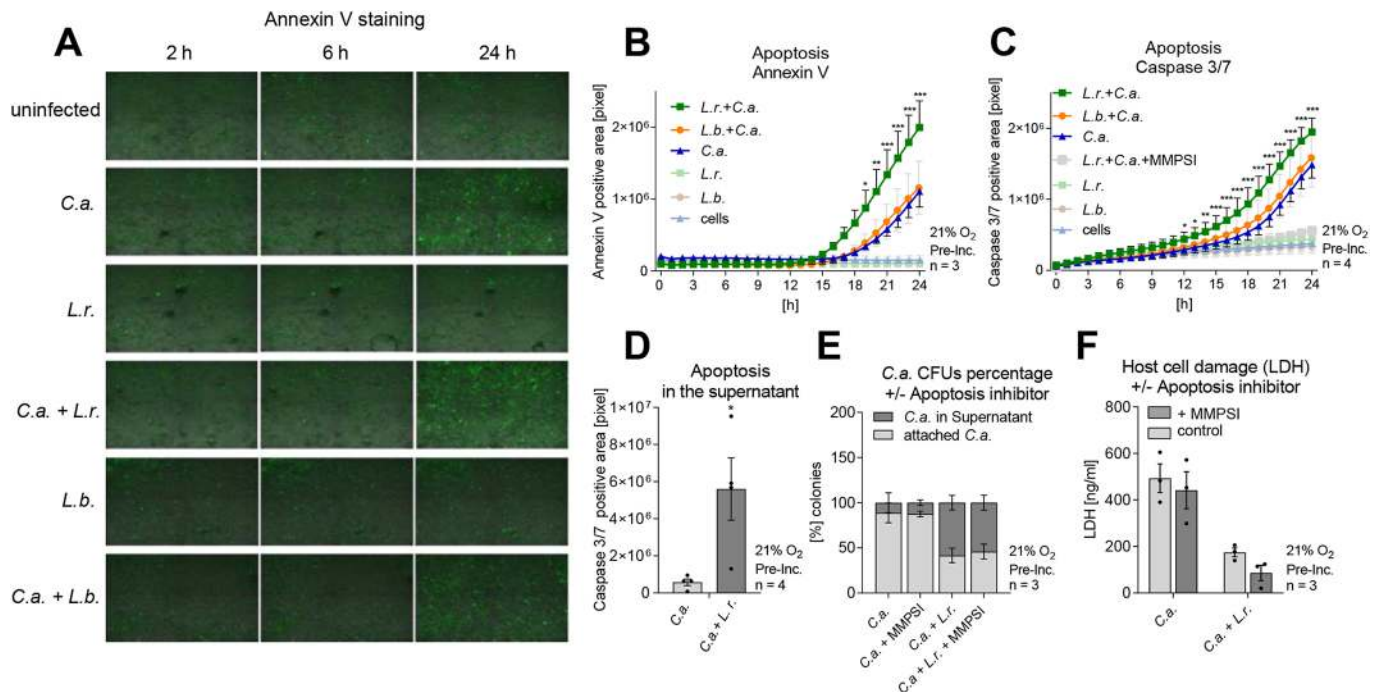 A
Annexin V staining
2 h
6 h
24 h
uninfected
C.a.
L.r.
C.a. + L.r.
L.b.
C.a. + L.b.
B
Apoptosis
Annexin V
Annexin V positive area [pixel]
2×10⁶
1×10⁶
0
L.r.+C.a.
L.b.+C.a.
C.a.
L.r.
L.b.
cells
* ** *** *** *** ***
21% O₂
Pre-Inc.
n = 3
0 3 6 9 12 15 18 21 24
[h]
C
Apoptosis
Caspase 3/7
Caspase 3/7 positive area [pixel]
2×10⁶
1×10⁶
0
L.r.+C.a.
L.b.+C.a.
C.a.
L.r.+C.a.+MMPSI
L.r.
L.b.
cells
* * ** *** *** *** *** *** *** *** *** *** ***
21% O₂
Pre-Inc.
n = 4
0 3 6 9 12 15 18 21 24
[h]
D
Apoptosis
in the supernatant
Caspase 3/7 positive area [pixel]
1×10⁷
8×10⁶
6×10⁶
4×10⁶
2×10⁶
0
*
21% O₂
Pre-Inc.
n = 4
C.a.
C.a. + L. r.
E
C.a. CFUs percentage
+/- Apoptosis inhibitor
C.a. in Supernatant
attached C.a.
[%] colonies
200
150
100
50
0
21% O₂
Pre-Inc.
n = 3
C.a.
C.a. + MMPSI
C.a. + L.r.
C.a + L.r. + MMPSI
F
Host cell damage (LDH)
+/- Apoptosis inhibitor
+ MMPSI
control
LDH [ng/ml]
800
600
400
200
0
21% O₂
Pre-Inc.
n = 3
C.a.
C.a. + L.r.